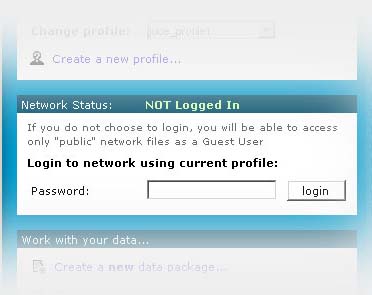 Change profile:
Create a new profile...
Network Status: NOT Logged In
If you do not choose to login, you will be able to access
only "public" network files as a Guest User
Login to network using current profile:
Password: login
Work with your data...
Create a new data package...